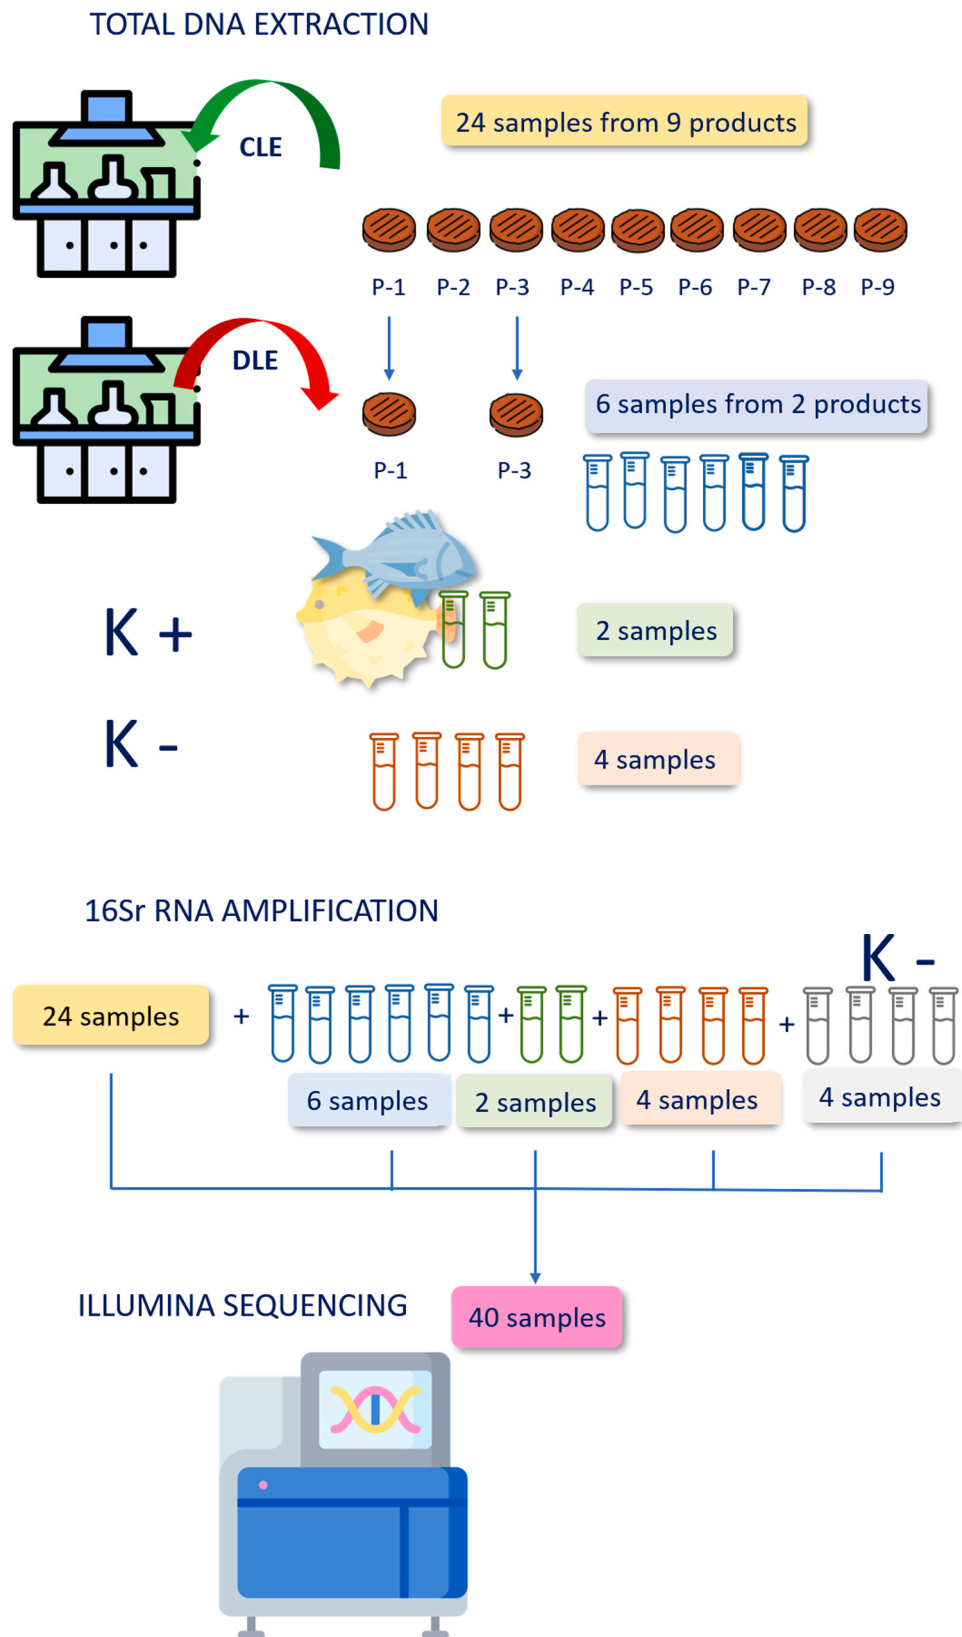 TOTAL DNA EXTRACTION
CLE
24 samples from 9 products
P-1 P-2 P-3 P-4 P-5 P-6 P-7 P-8 P-9
DLE
6 samples from 2 products
P-1 P-3
K +
2 samples
K -
4 samples
16Sr RNA AMPLIFICATION
K -
24 samples + + + +
6 samples 2 samples 4 samples 4 samples
ILLUMINA SEQUENCING
40 samples